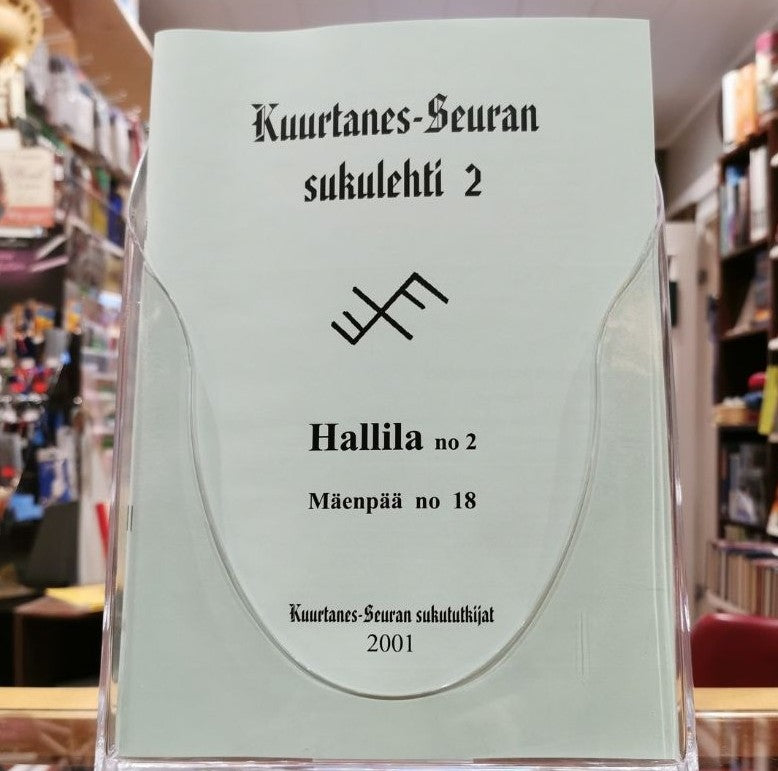 Kuurtanes-Seuran
sukulehti 2
Hallila no 2
Mäenpää no 18
Kuurtanes-Seuran sukututkijat
2001